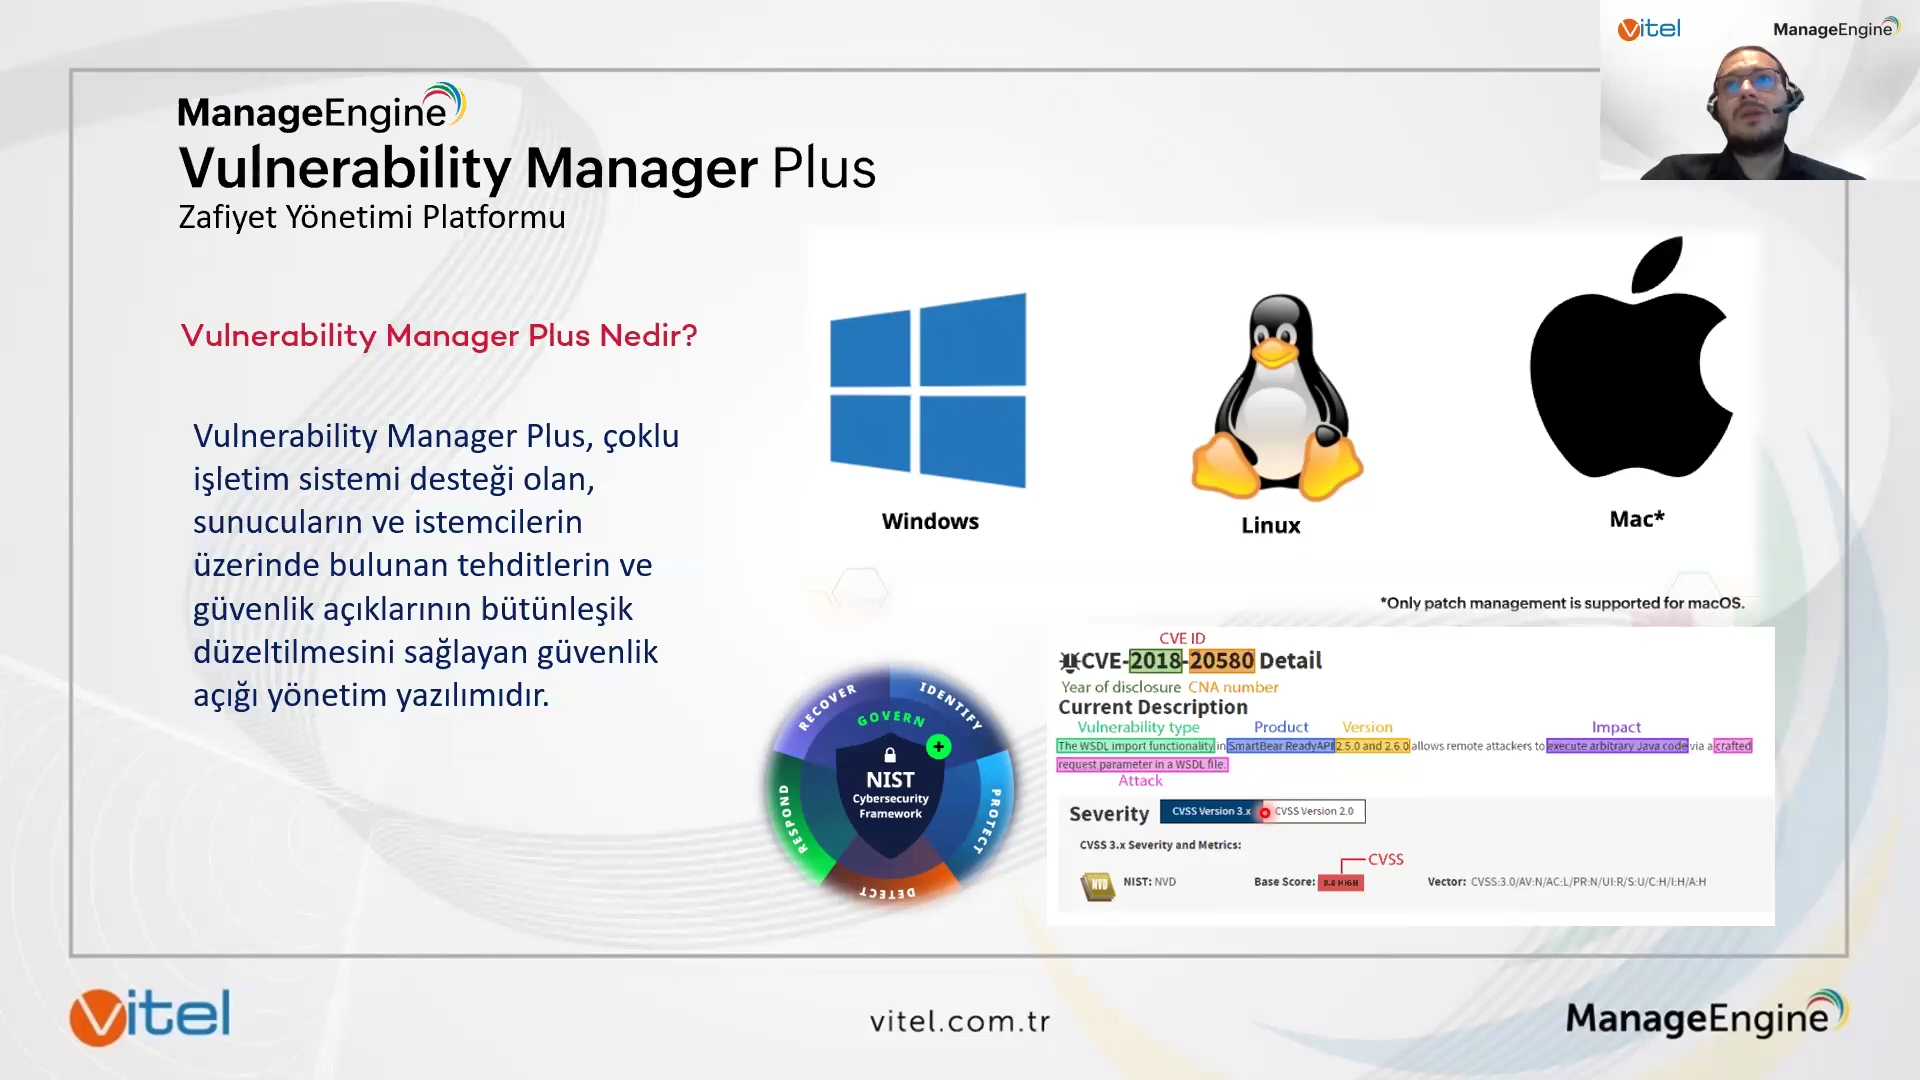 vitel
ManageEngine
ManageEngine
Vulnerability Manager Plus
Zafiyet Yönetimi Platformu
Vulnerability Manager Plus Nedir?
Vulnerability Manager Plus, çoklu
işletim sistemi desteği olan,
sunucuların ve istemcilerin
üzerinde bulunan tehditlerin ve
güvenlik açıklarının bütünleşik
düzeltilmesini sağlayan güvenlik
açığı yönetim yazılımıdır.
Windows
Linux
Mac*
*Only patch management is supported for macOS.
RECOVER
IDENTIFY
GOVERN
NIST
Cybersecurity
Framework
RESPOND
PROTECT
DETECT
CVE ID
CVE-2018-20580 Detail
Year of disclosure CNA number
Current Description
Vulnerability type Product Version Impact
The WSDL import functionality in SmartBear ReadyAPI 2.5.0 and 2.6.0 allows remote attackers to execute arbitrary Java code via a crafted
request parameter in a WSDL file.
Attack
Severity CVSS Version 3.x CVSS Version 2.0
CVSS 3.x Severity and Metrics:
CVSS
NVD NIST: NVD Base Score: 8.8 HIGH Vector: CVSS:3.0/AV:N/AC:L/PR:N/UI:R/S:U/C:H/I:H/A:H
vitel
vitel.com.tr
ManageEngine